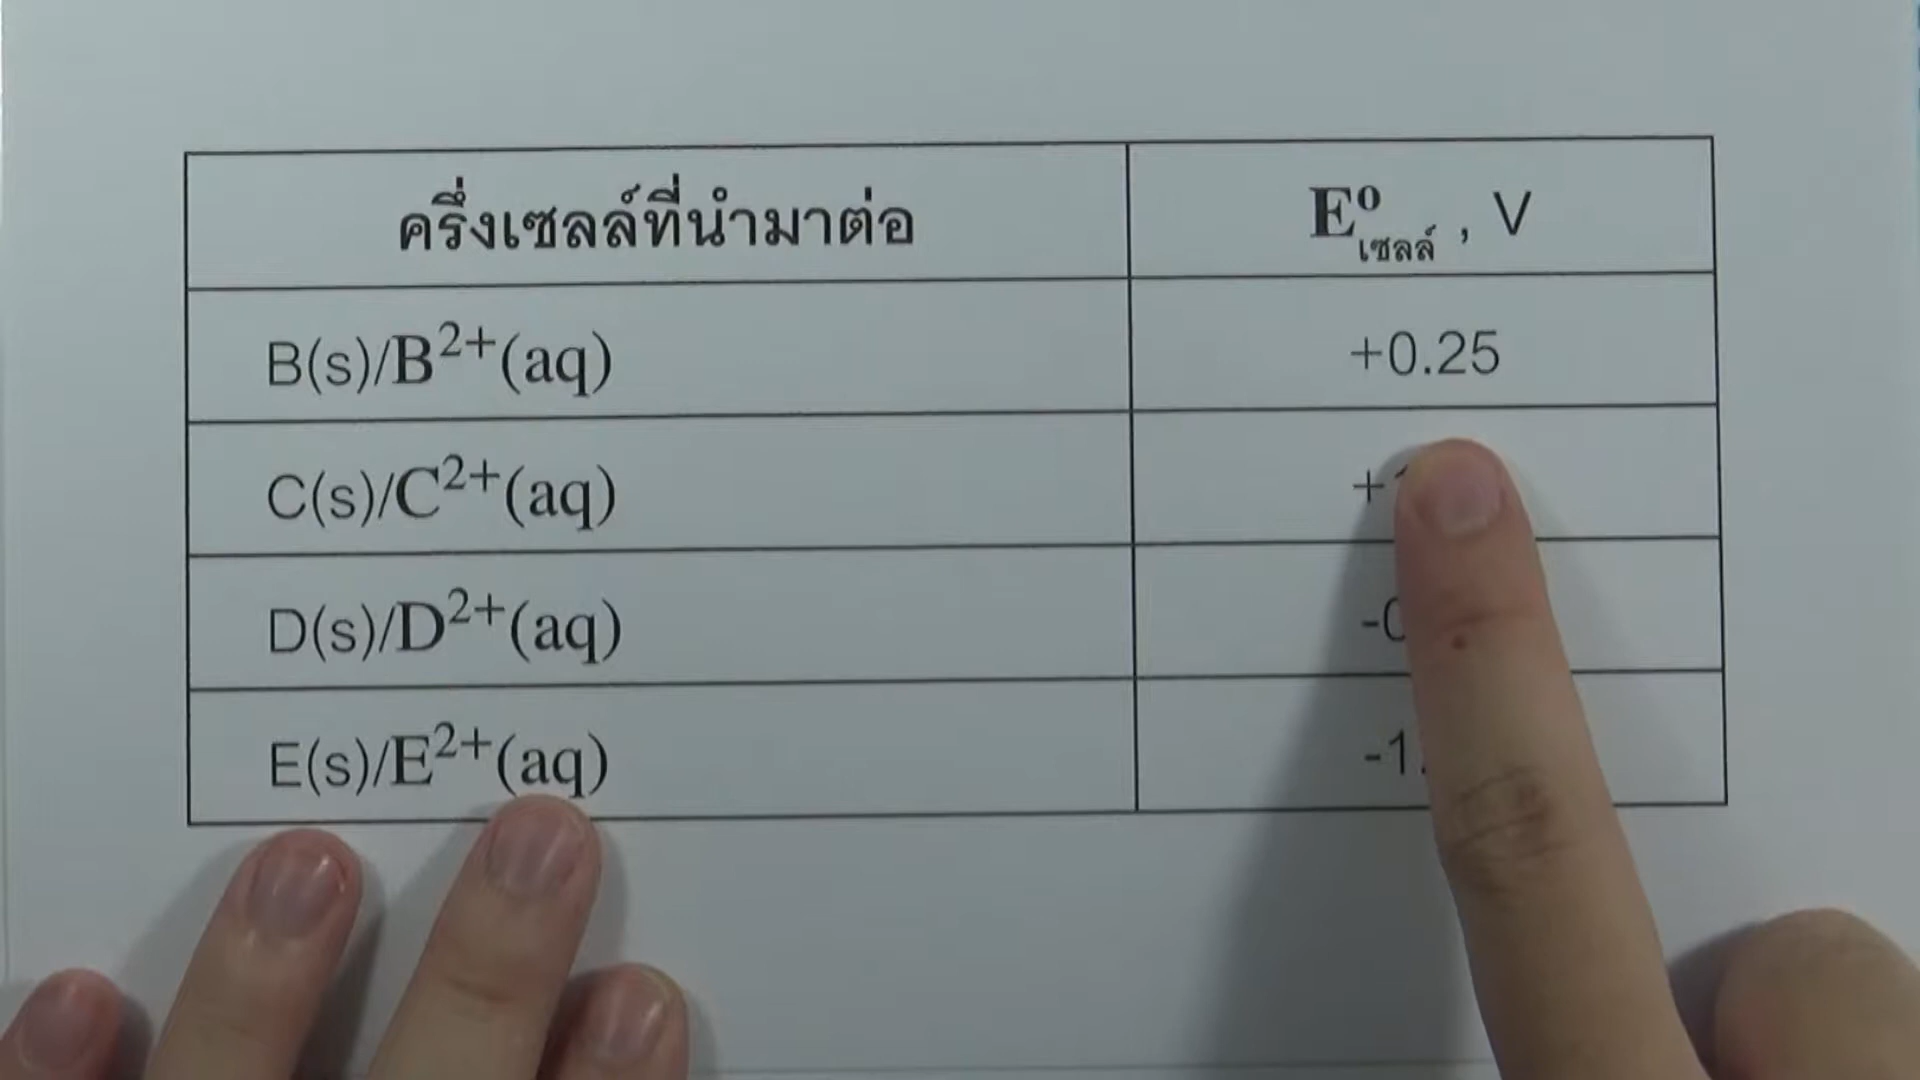 ครึ่งเซลล์ที่นำมาต่อ E°เซลล์ , V
B(s)/B²⁺(aq) +0.25
C(s)/C²⁺(aq)
D(s)/D²⁺(aq)
E(s)/E²⁺(aq)